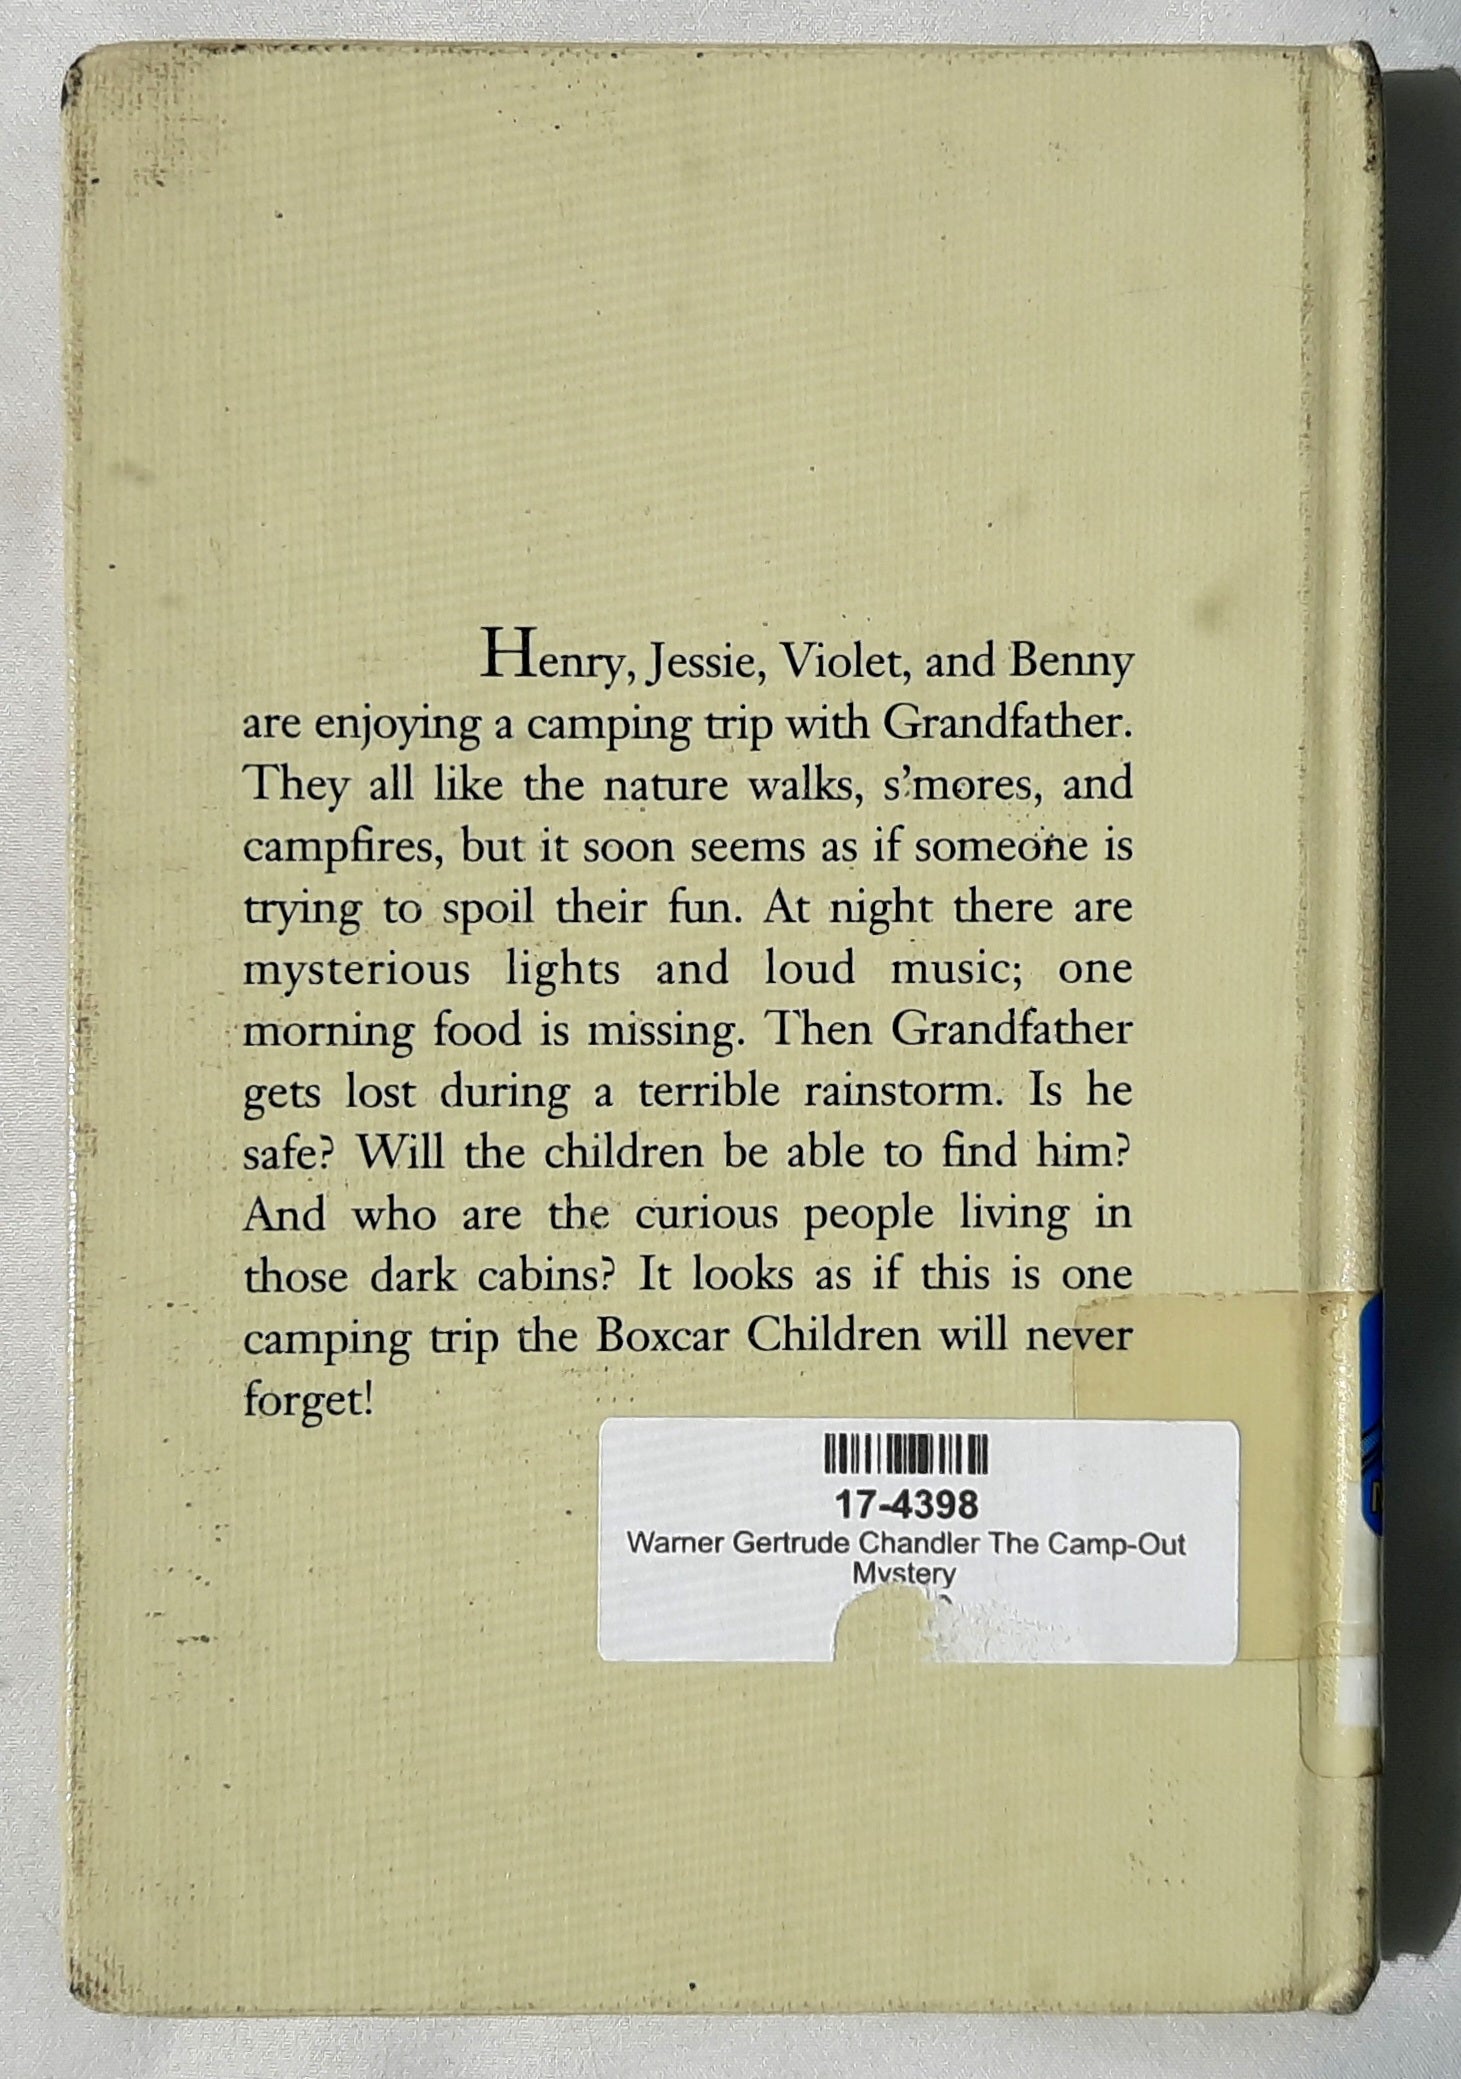 Henry, Jessie, Violet, and Benny
are enjoying a camping trip with Grandfather.
They all like the nature walks, s'mores, and
campfires, but it soon seems as if someone is
trying to spoil their fun. At night there are
mysterious lights and loud music; one
morning food is missing. Then Grandfather
gets lost during a terrible rainstorm. Is he
safe? Will the children be able to find him?
And who are the curious people living in
those dark cabins? It looks as if this is one
camping trip the Boxcar Children will never
forget!
17-4398
Warner Gertrude Chandler The Camp-Out
Mystery